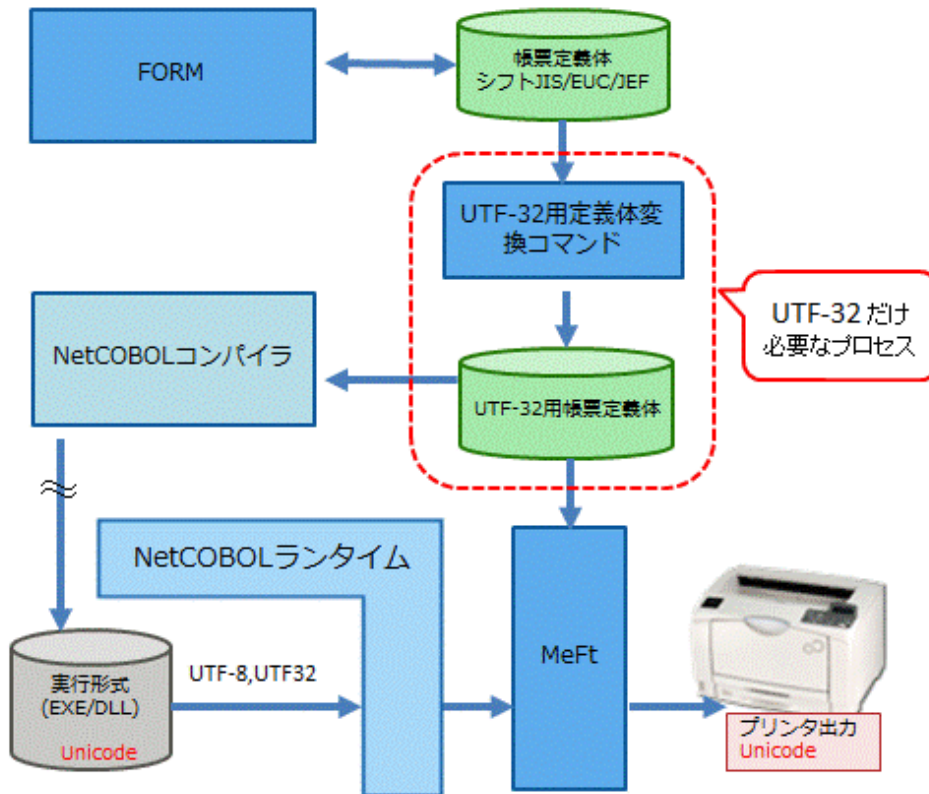 FORM
帳票定義体
シフトJIS/EUC/JEF
UTF-32用定義体変
換コマンド
UTF-32 だけ
必要なプロセス
NetCOBOLコンパイラ
UTF-32用帳票定義体
NetCOBOLランタイム
MeFt
実行形式
(EXE/DLL)
Unicode
UTF-8,UTF32
プリンタ出力
Unicode